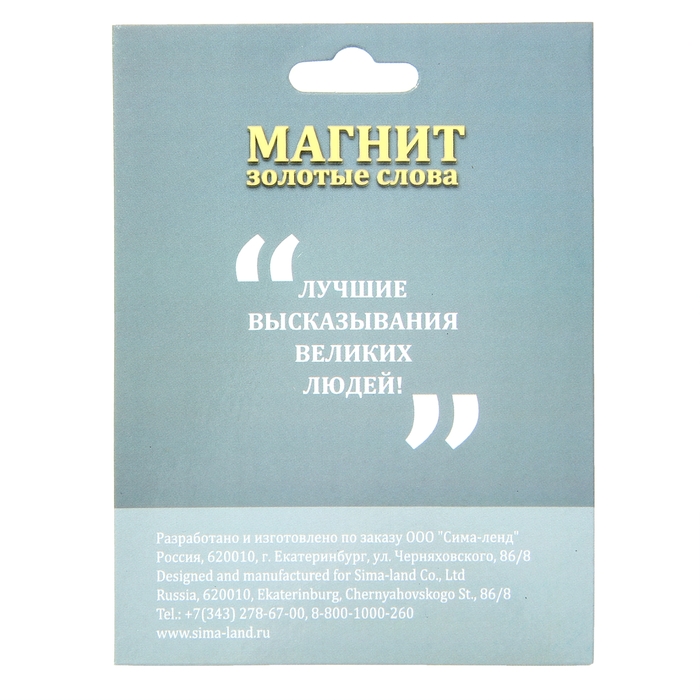 МАГНИТ
ЗОЛОТЫЕ СЛОВА
“ЛУЧШИЕ
ВЫСКАЗЫВАНИЯ
ВЕЛИКИХ
ЛЮДЕЙ!”
Разработано и изготовлено по заказу ООО "Сима-ленд"
Россия, 620010, г. Екатеринбург, ул. Черняховского, 86/8
Designed and manufactured for Sima-land Co., Ltd
Russia, 620010, Ekaterinburg, Chernyahovskogo St., 86/8
Tel.: +7(343) 278-67-00, 8-800-1000-260
www.sima-land.ru